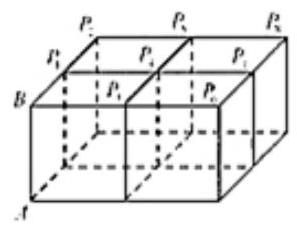 P₂ P₅ P₈
P₁ P₄ P₇
B P₃ P₆
A